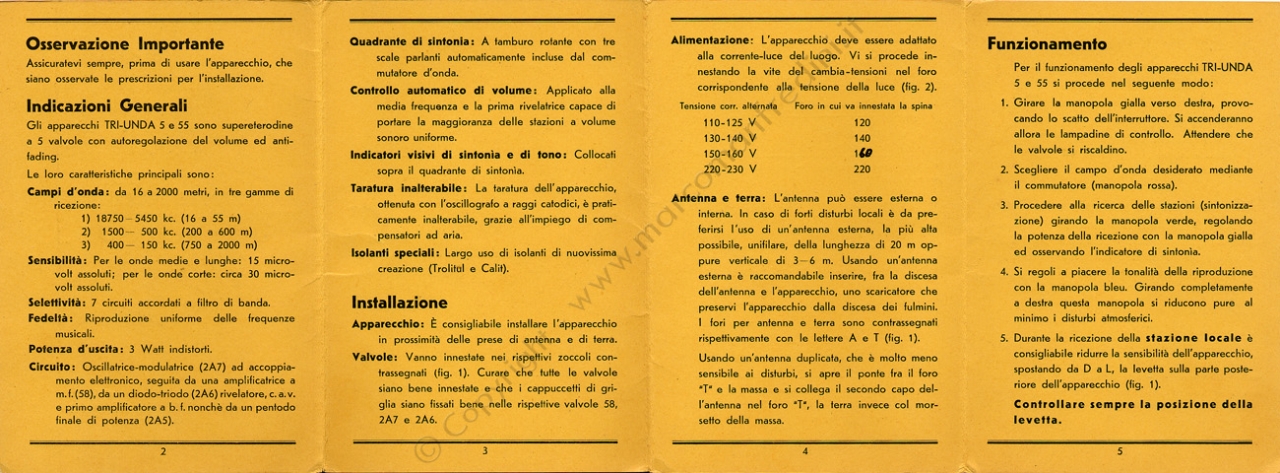 Osservazione Importante
Assicuratevi sempre, prima di usare l'apparecchio, che
siano osservate le prescrizioni per l'installazione.
Indicazioni Generali
Gli apparecchi TRI-UNDA 5 e 55 sono supereterodine
a 5 valvole con autoregolazione del volume ed anti-
fading.
Le loro caratteristiche principali sono:
Campi d'onda: da 16 a 2000 metri, in tre gamme di
ricezione:
1) 18750—5450 kc. (16 a 55 m)
2) 1500— 500 kc. (200 a 600 m)
3) 400— 150 kc. (750 a 2000 m)
Sensibilità: Per le onde medie e lunghe: 15 micro-
volt assoluti; per le onde corte: circa 30 micro-
volt assoluti.
Selettività: 7 circuiti accordati a filtro di banda.
Fedeltà: Riproduzione uniforme delle frequenze
musicali.
Potenza d'uscita: 3 Watt indistorti.
Circuito: Oscillatrice-modulatrice (2A7) ad accoppia-
mento elettronico, seguita da una amplificatrice a
m.f. (58), da un diodo-triodo (2A6) rivelatore, c.a.v.
e primo amplificatore a b.f. nonchè da un pentodo
finale di potenza (2A5).
2
Quadrante di sintonia: A tamburo rotante con tre
scale parlanti automaticamente incluse dal com-
mutatore d'onda.
Controllo automatico di volume: Applicato alla
media frequenza e la prima rivelatrice capace di
portare la maggioranza delle stazioni a volume
sonoro uniforme.
Indicatori visivi di sintonia e di tono: Collocati
sopra il quadrante di sintonia.
Taratura inalterabile: La taratura dell'apparecchio,
ottenuta con l'oscillografo a raggi catodici, è prati-
camente inalterabile, grazie all'impiego di com-
pensatori ad aria.
Isolanti speciali: Largo uso di isolanti di nuovissima
creazione (Trolitul e Calit).
Installazione
Apparecchio: È consigliabile installare l'apparecchio
in prossimità delle prese di antenna e di terra.
Valvole: Vanno innestate nei rispettivi zoccoli con-
trassegnati (fig. 1). Curare che tutte le valvole
siano bene innestate e che i cappuccetti di gri-
glia siano fissati bene nelle rispettive valvole 58,
2A7 e 2A6.
3
Alimentazione: L'apparecchio deve essere adattato
alla corrente-luce del luogo. Vi si procede in-
nestando la vite del cambia-tensioni nel foro
corrispondente alla tensione della luce (fig. 2).
Tensione corr. alternata Foro in cui va innestata la spina
110-125 V 120
130-140 V 140
150-160 V 160
220-230 V 220
Antenna e terra: L'antenna può essere esterna o
interna. In caso di forti disturbi locali è da pre-
ferirsi l'uso di un'antenna esterna, la più alta
possibile, unifilare, della lunghezza di 20 m op-
pure verticale di 3—6 m. Usando un'antenna
esterna è raccomandabile inserire, fra la discesa
dell'antenna e l'apparecchio, uno scaricatore che
preservi l'apparecchio dalla discesa dei fulmini.
I fori per antenna e terra sono contrassegnati
rispettivamente con le lettere A e T (fig. 1).
Usando un'antenna duplicata, che è molto meno
sensibile ai disturbi, si apre il ponte fra il foro
"T" e la massa e si collega il secondo capo del-
l'antenna nel foro "T", la terra invece col mor-
setto della massa.
4
Funzionamento
Per il funzionamento degli apparecchi TRI-UNDA
5 e 55 si procede nel seguente modo:
1. Girare la manopola gialla verso destra, provo-
cando lo scatto dell'interruttore. Si accenderanno
allora le lampadine di controllo. Attendere che
le valvole si riscaldino.
2. Scegliere il campo d'onda desiderato mediante
il commutatore (manopola rossa).
3. Procedere alla ricerca delle stazioni (sintonizza-
zione) girando la manopola verde, regolando
la potenza della ricezione con la manopola gialla
ed osservando l'indicatore di sintonia.
4. Si regoli a piacere la tonalità della riproduzione
con la manopola bleu. Girando completamente
a destra questa manopola si riducono pure al
minimo i disturbi atmosferici.
5. Durante la ricezione della stazione locale è
consigliabile ridurre la sensibilità dell'apparecchio,
spostando da D a L, la levetta sulla parte poste-
riore dell'apparecchio (fig. 1).
Controllare sempre la posizione della
levetta.
5
© Copyright www.marcomanfredini.it